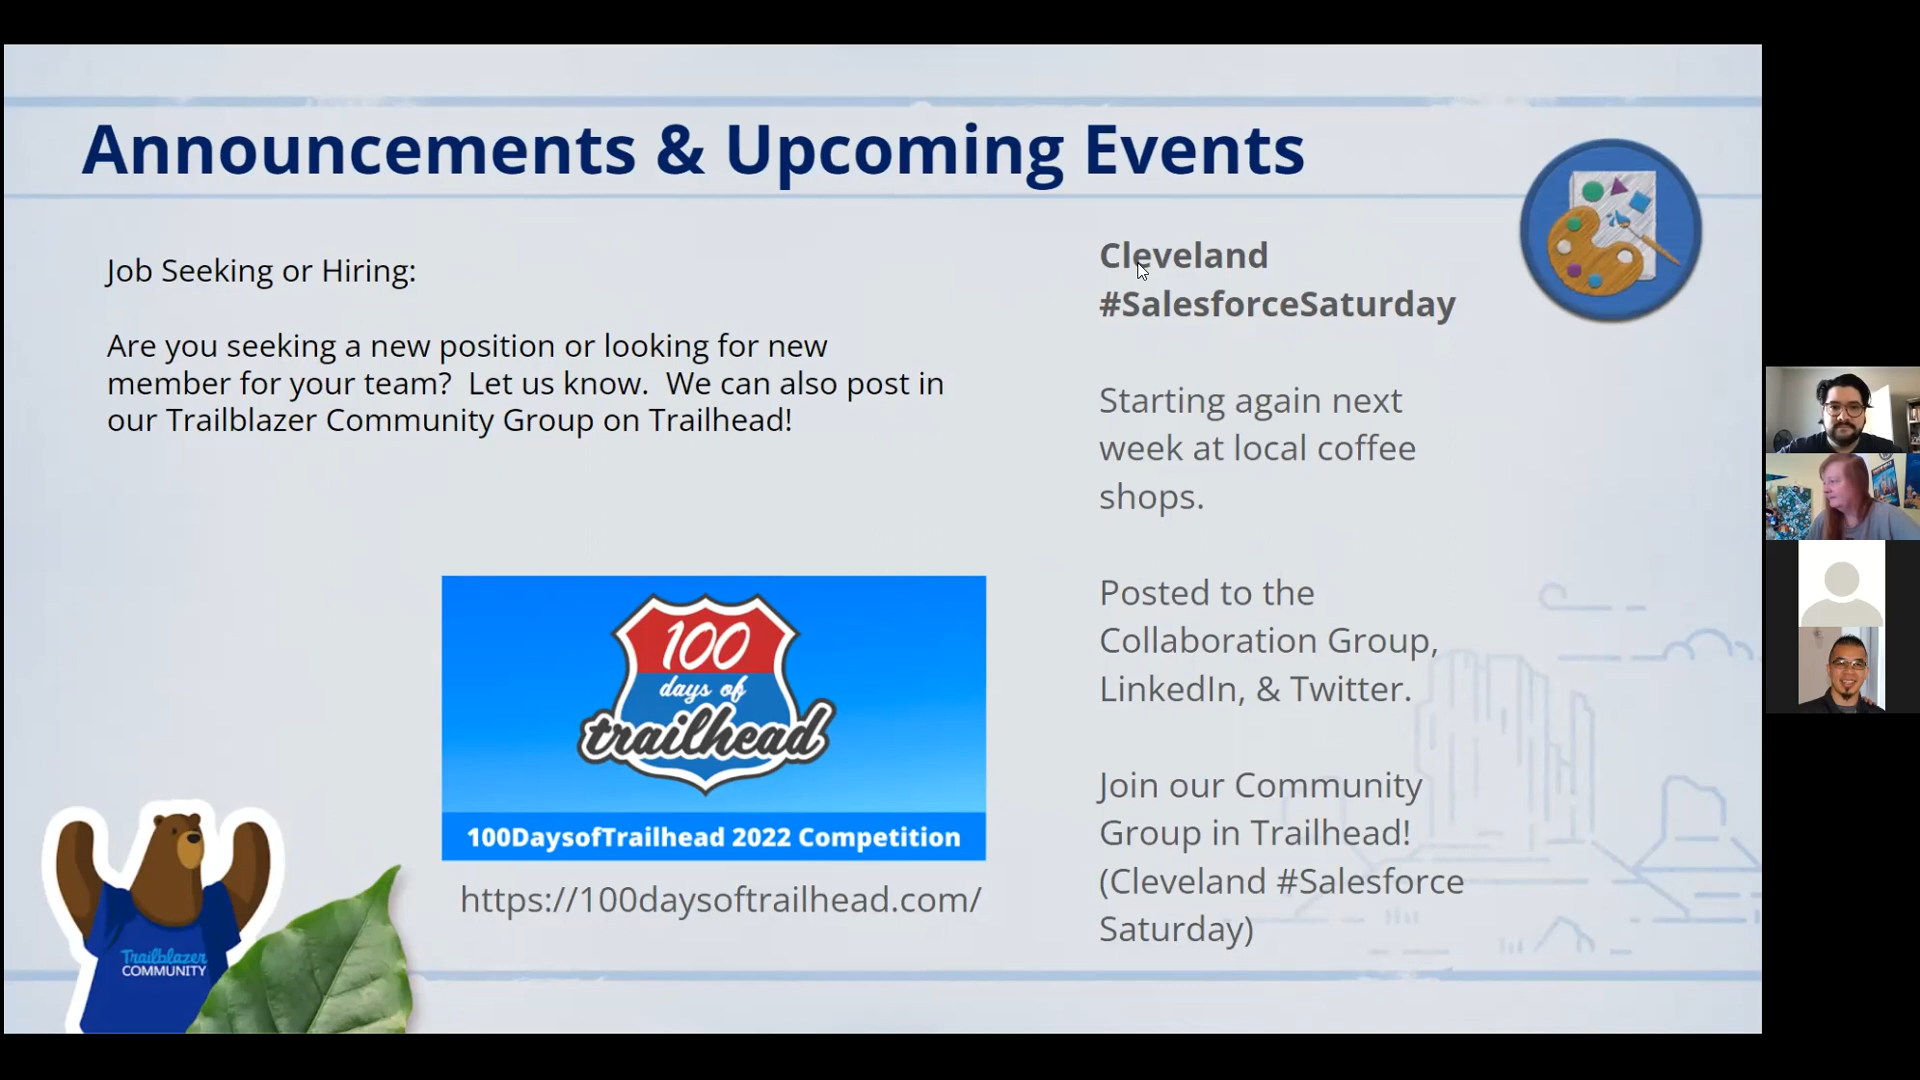 Announcements & Upcoming Events
Job Seeking or Hiring:
Are you seeking a new position or looking for new
member for your team?  Let us know.  We can also post in
our Trailblazer Community Group on Trailhead!
100
days of
trailhead
100DaysofTrailhead 2022 Competition
https://100daysoftrailhead.com/
Trailblazer
COMMUNITY
Cleveland
#SalesforceSaturday
Starting again next
week at local coffee
shops.
Posted to the
Collaboration Group,
LinkedIn, & Twitter.
Join our Community
Group in Trailhead!
(Cleveland #Salesforce
Saturday)